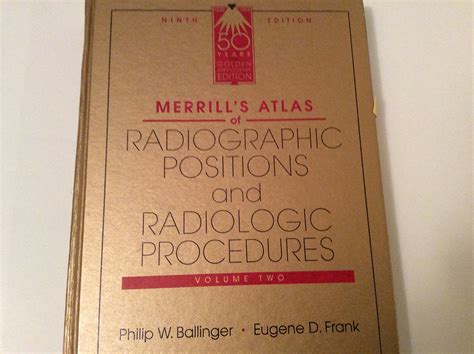 NINTH EDITION
50
YEARS
GOLDEN
ANNIVERSARY
EDITION
MERRILL'S ATLAS
of
RADIOGRAPHIC
POSITIONS
and
RADIOLOGIC
PROCEDURES
VOLUME TWO
Philip W. Ballinger • Eugene D. Frank